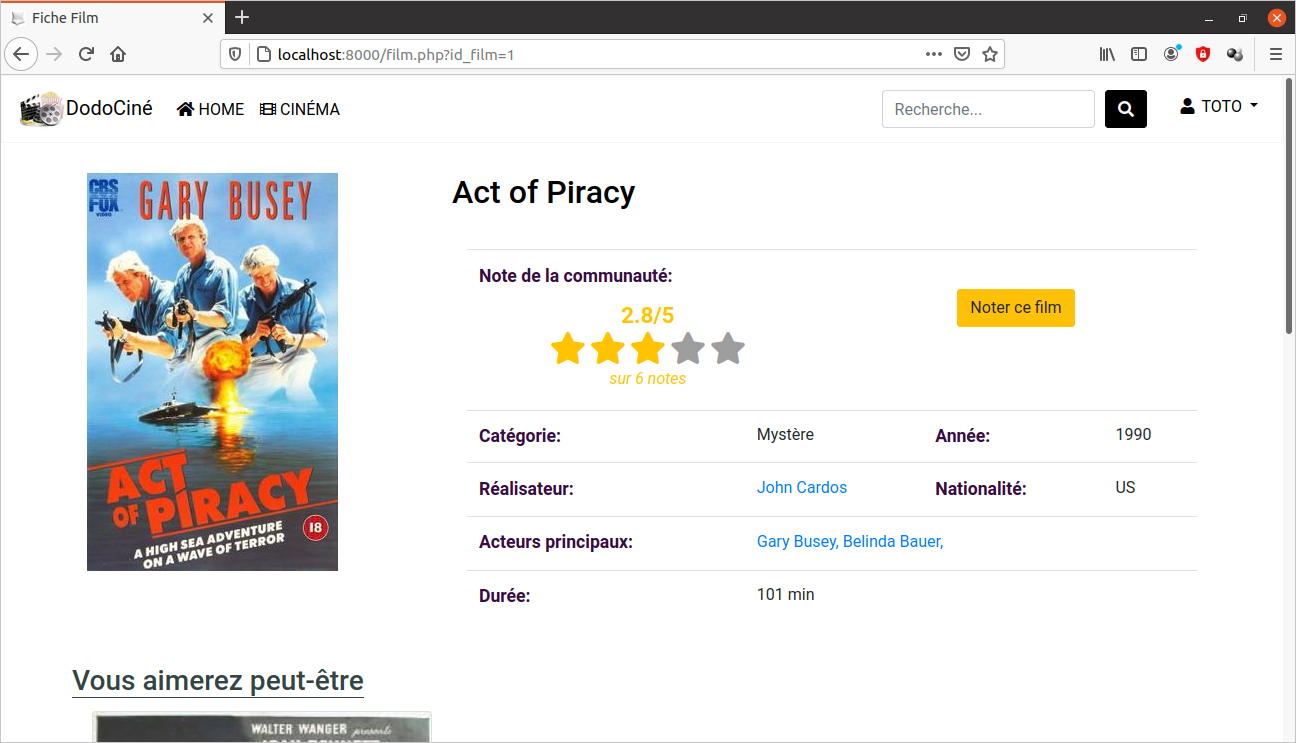 Fiche Film
localhost:8000/film.php?id_film=1
DodoCiné HOME CINÉMA Recherche... TOTO
CBS
FOX
VIDEO
GARY BUSEY
ACT
OF PIRACY
A HIGH SEA ADVENTURE
ON A WAVE OF TERROR
18
Act of Piracy
Note de la communauté:
2.8/5
sur 6 notes
Noter ce film
Catégorie: Mystère Année: 1990
Réalisateur: John Cardos Nationalité: US
Acteurs principaux: Gary Busey, Belinda Bauer,
Durée: 101 min
Vous aimerez peut-être
WALTER WANGER presents